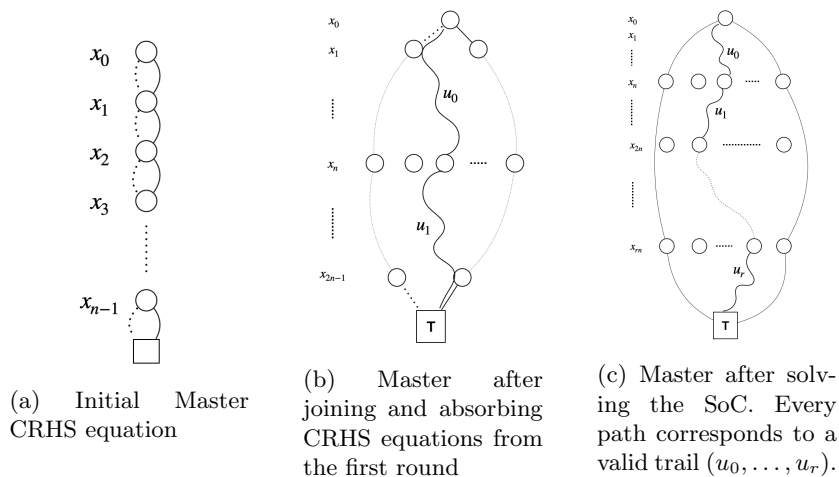 x₀
x₁
x₂
x₃
xₙ₋₁
(a) Initial Master
CRHS equation
x₀
x₁
u₀
xₙ
u₁
x₂ₙ₋₁
T
(b) Master after
joining and absorbing
CRHS equations from
the first round
x₀
x₁
u₀
xₙ
u₁
x₂ₙ
xᵣₙ
uᵣ
T
(c) Master after solv-
ing the SoC. Every
path corresponds to a
valid trail (u₀, . . . , uᵣ).